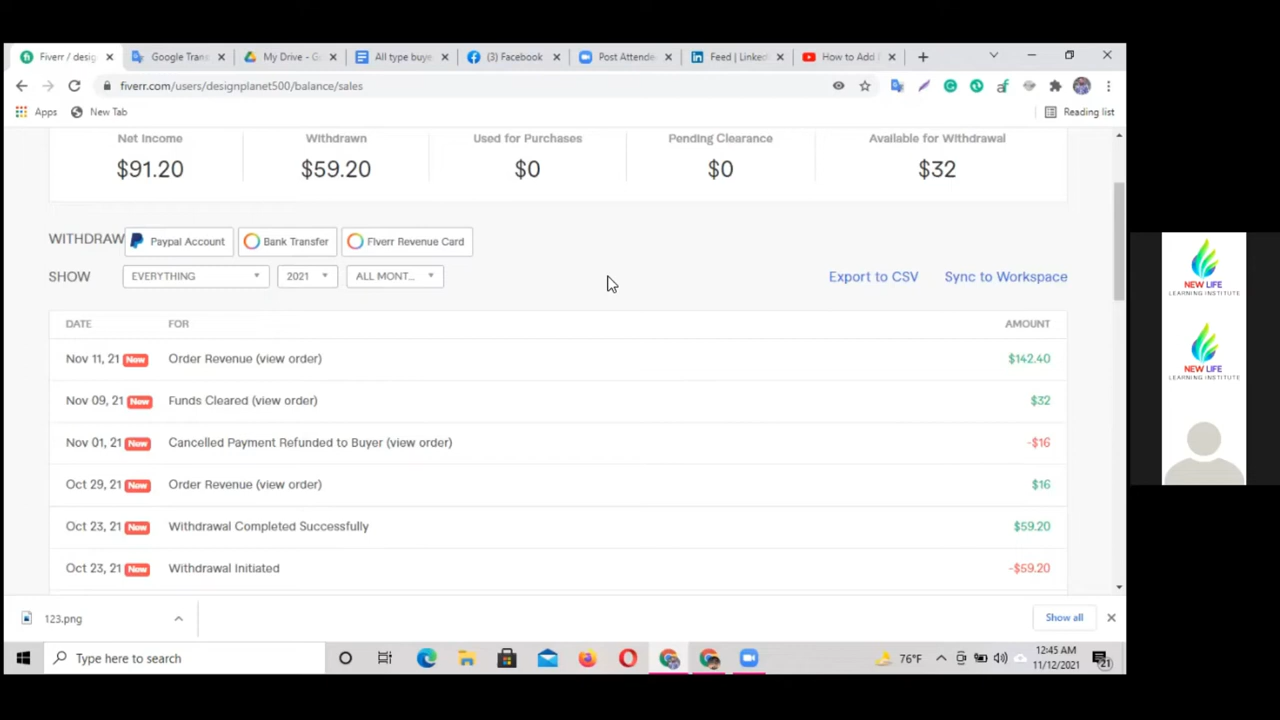 Fiverr / desig
Google Trans
My Drive - G
All type buye
(3) Facebook
Post Attende
Feed | LinkedI
How to Add
fiverr.com/users/designplanet500/balance/sales
Apps
New Tab
Reading list
Net Income
Withdrawn
Used for Purchases
Pending Clearance
Available for Withdrawal
$91.20
$59.20
$0
$0
$32
WITHDRAW
Paypal Account
Bank Transfer
Fiverr Revenue Card
SHOW
EVERYTHING
2021
ALL MONT...
Export to CSV
Sync to Workspace
DATE
FOR
AMOUNT
Nov 11, 21 New Order Revenue (view order) $142.40
Nov 09, 21 New Funds Cleared (view order) $32
Nov 01, 21 New Cancelled Payment Refunded to Buyer (view order) -$16
Oct 29, 21 New Order Revenue (view order) $16
Oct 23, 21 New Withdrawal Completed Successfully $59.20
Oct 23, 21 New Withdrawal Initiated -$59.20
NEW LIFE
LEARNING INSTITUTE
NEW LIFE
LEARNING INSTITUTE
123.png
Show all
Type here to search
76°F
12:45 AM
11/12/2021
21